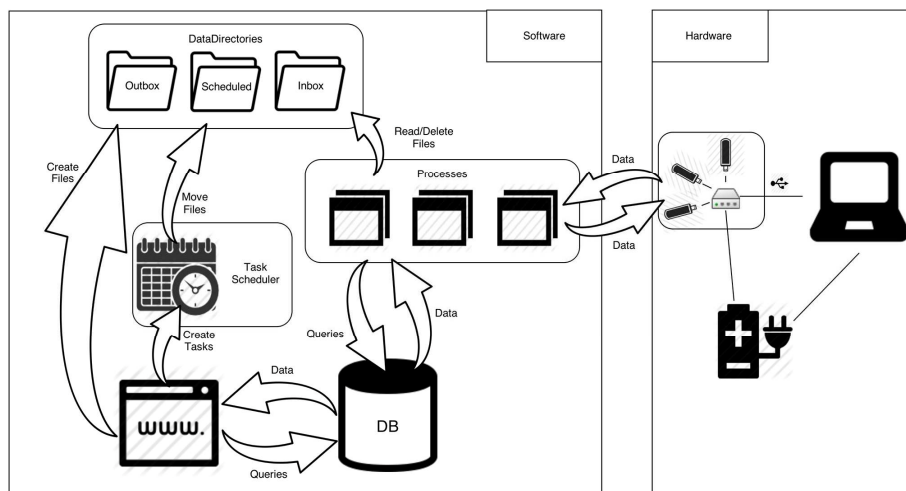 DataDirectories
Software
Hardware
Outbox
Scheduled
Inbox
Create
Files
Read/Delete
Files
Move
Files
Processes
Data
Data
Task
Scheduler
Create
Tasks
Queries
Data
Data
www.
DB
Queries